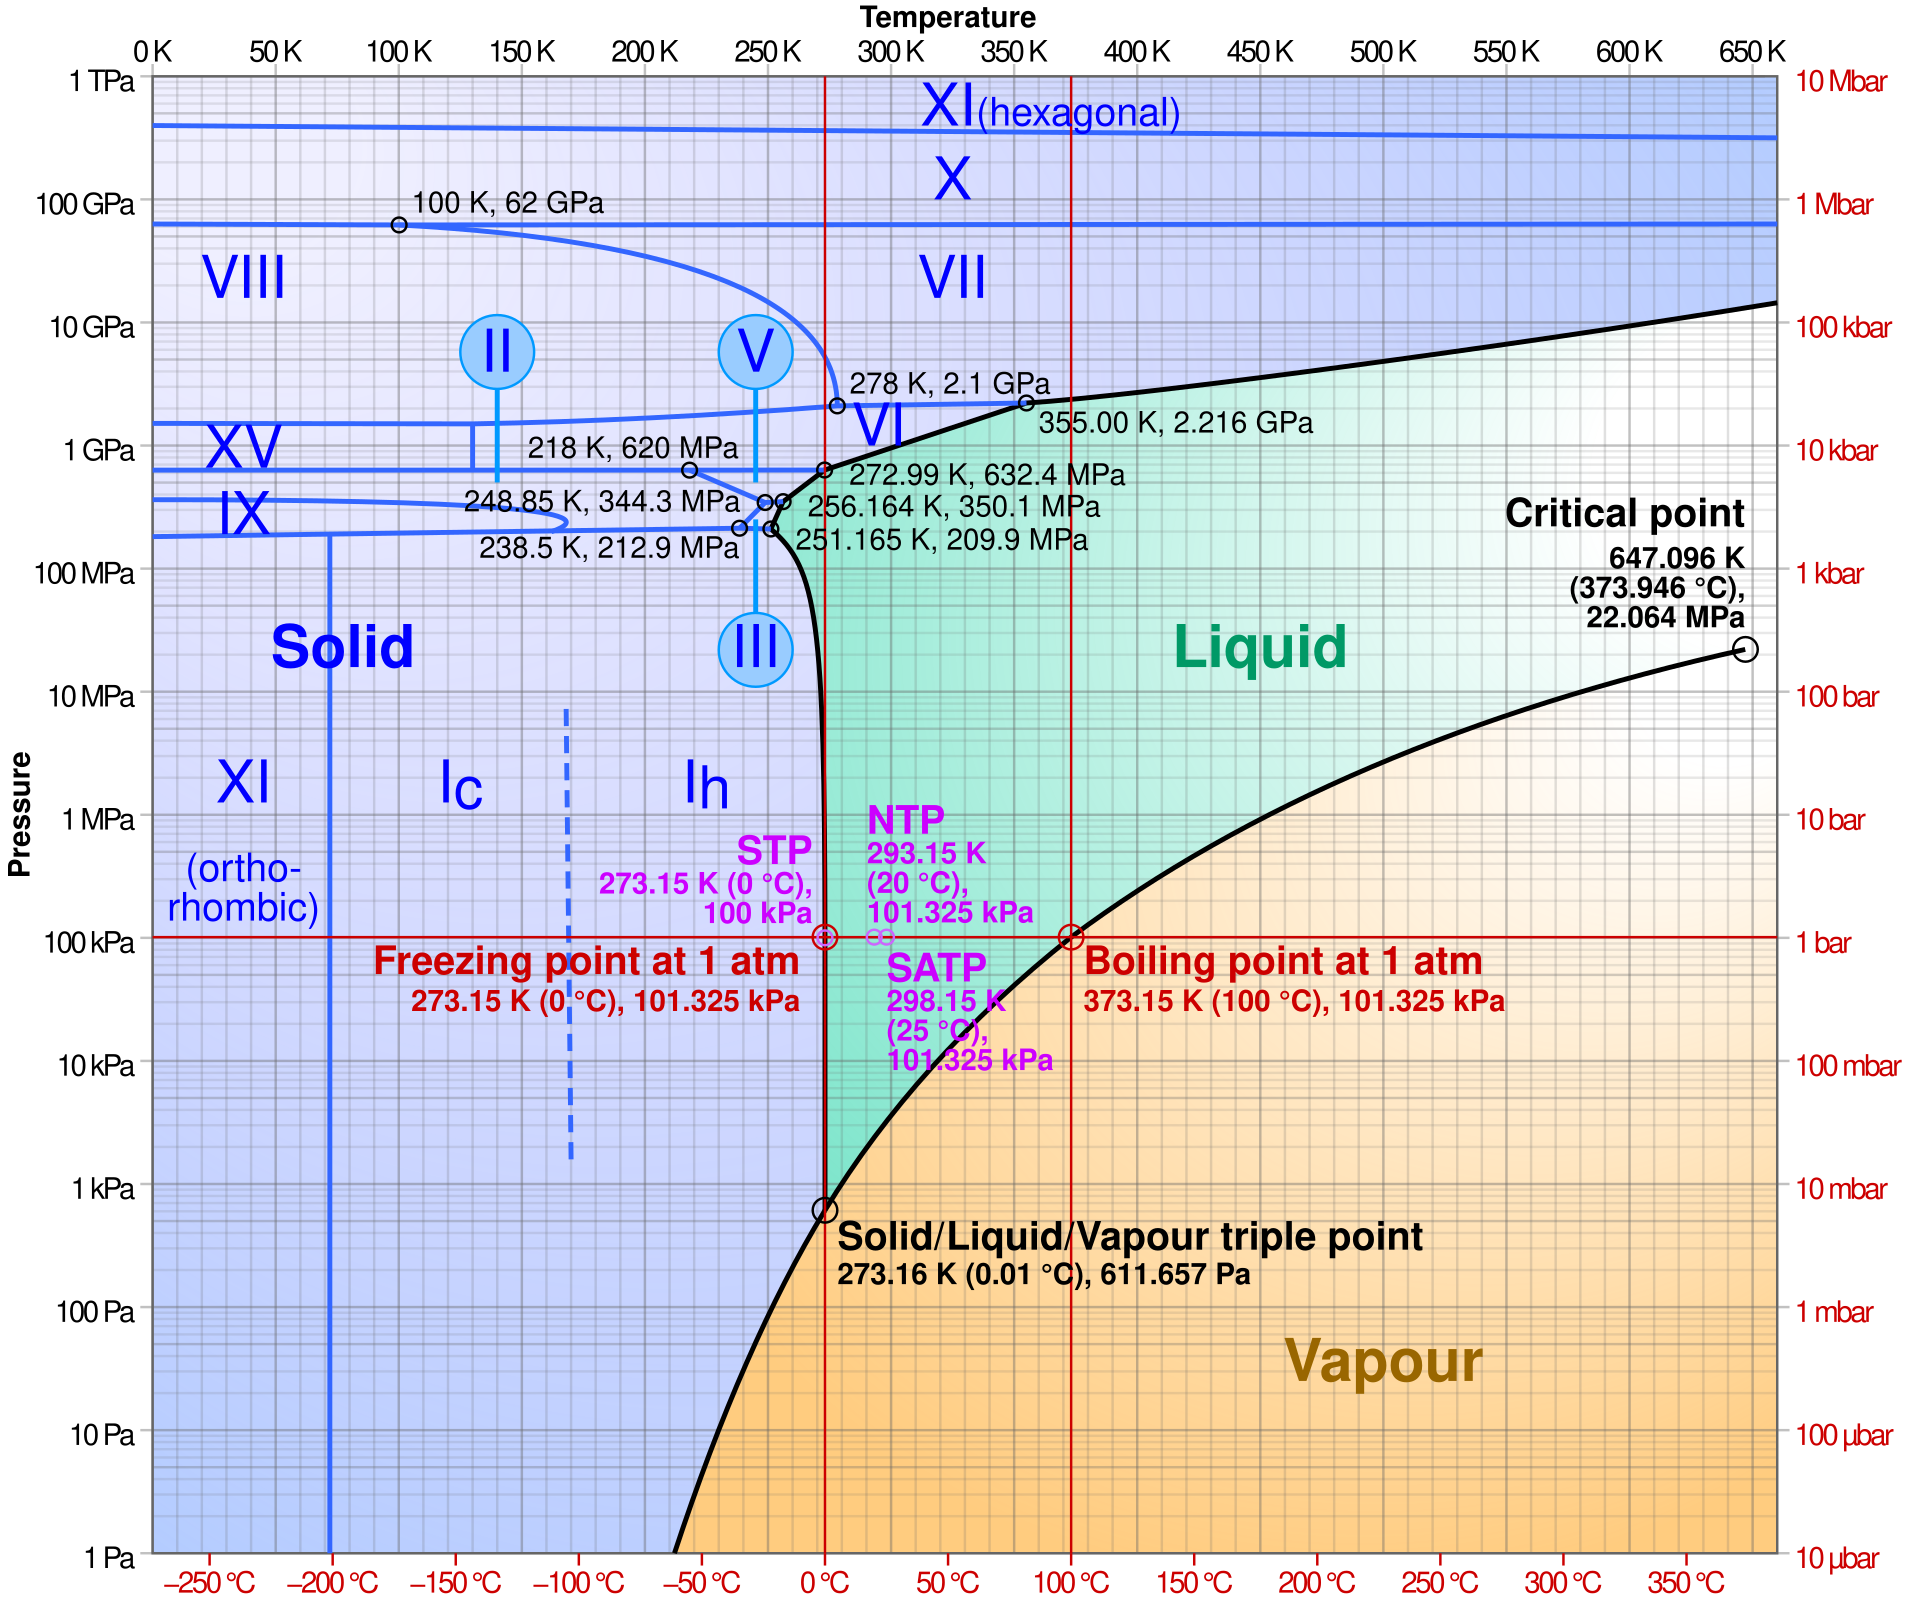 Temperature
0 K 50 K 100 K 150 K 200 K 250 K 300 K 350 K 400 K 450 K 500 K 550 K 600 K 650 K
1 TPa
10 Mbar
XI (hexagonal)
X
100 K, 62 GPa
100 GPa
1 Mbar
VIII
VII
10 GPa
100 kbar
II
V
278 K, 2.1 GPa
VI
355.00 K, 2.216 GPa
XV
218 K, 620 MPa
1 GPa
10 kbar
272.99 K, 632.4 MPa
IX
248.85 K, 344.3 MPa
256.164 K, 350.1 MPa
238.5 K, 212.9 MPa
251.165 K, 209.9 MPa
Critical point
647.096 K
(373.946 °C),
22.064 MPa
100 MPa
1 kbar
Solid
III
Liquid
10 MPa
100 bar
Pressure
XI
Ic
Ih
1 MPa
10 bar
(ortho-
rhombic)
STP
273.15 K (0 °C),
100 kPa
NTP
293.15 K
(20 °C),
101.325 kPa
100 kPa
1 bar
Freezing point at 1 atm
273.15 K (0 °C), 101.325 kPa
SATP
298.15 K
(25 °C),
101.325 kPa
Boiling point at 1 atm
373.15 K (100 °C), 101.325 kPa
10 kPa
100 mbar
1 kPa
10 mbar
Solid/Liquid/Vapour triple point
273.16 K (0.01 °C), 611.657 Pa
100 Pa
1 mbar
Vapour
10 Pa
100 µbar
1 Pa
10 µbar
−250 °C −200 °C −150 °C −100 °C −50 °C 0 °C 50 °C 100 °C 150 °C 200 °C 250 °C 300 °C 350 °C